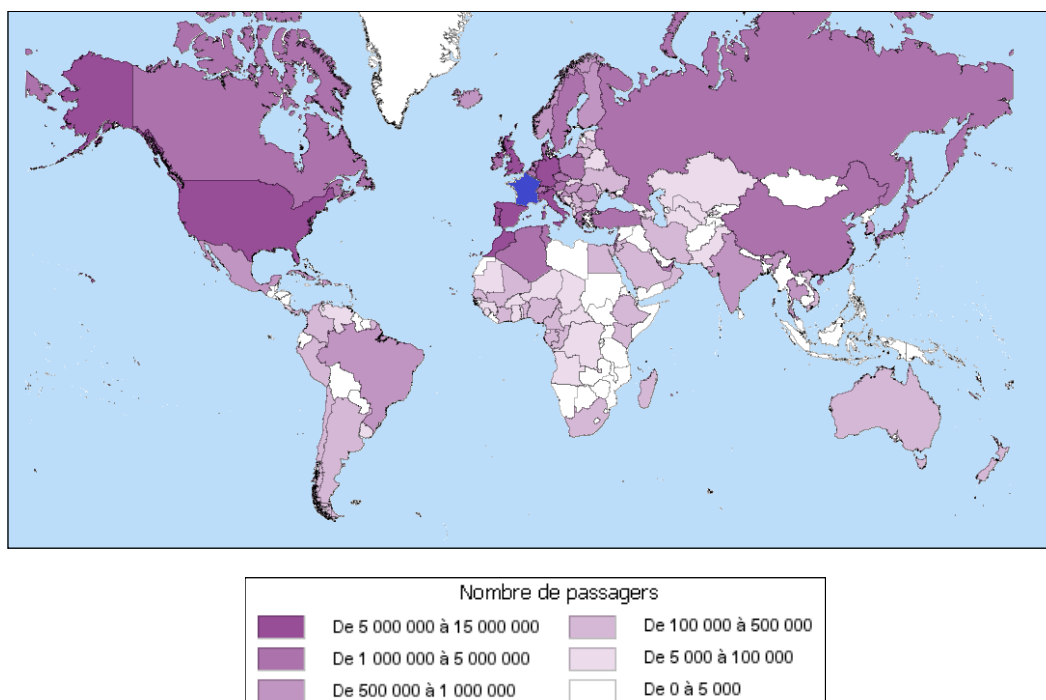 Nombre de passagers
De 5 000 000 à 15 000 000
De 100 000 à 500 000
De 1 000 000 à 5 000 000
De 5 000 à 100 000
De 500 000 à 1 000 000
De 0 à 5 000